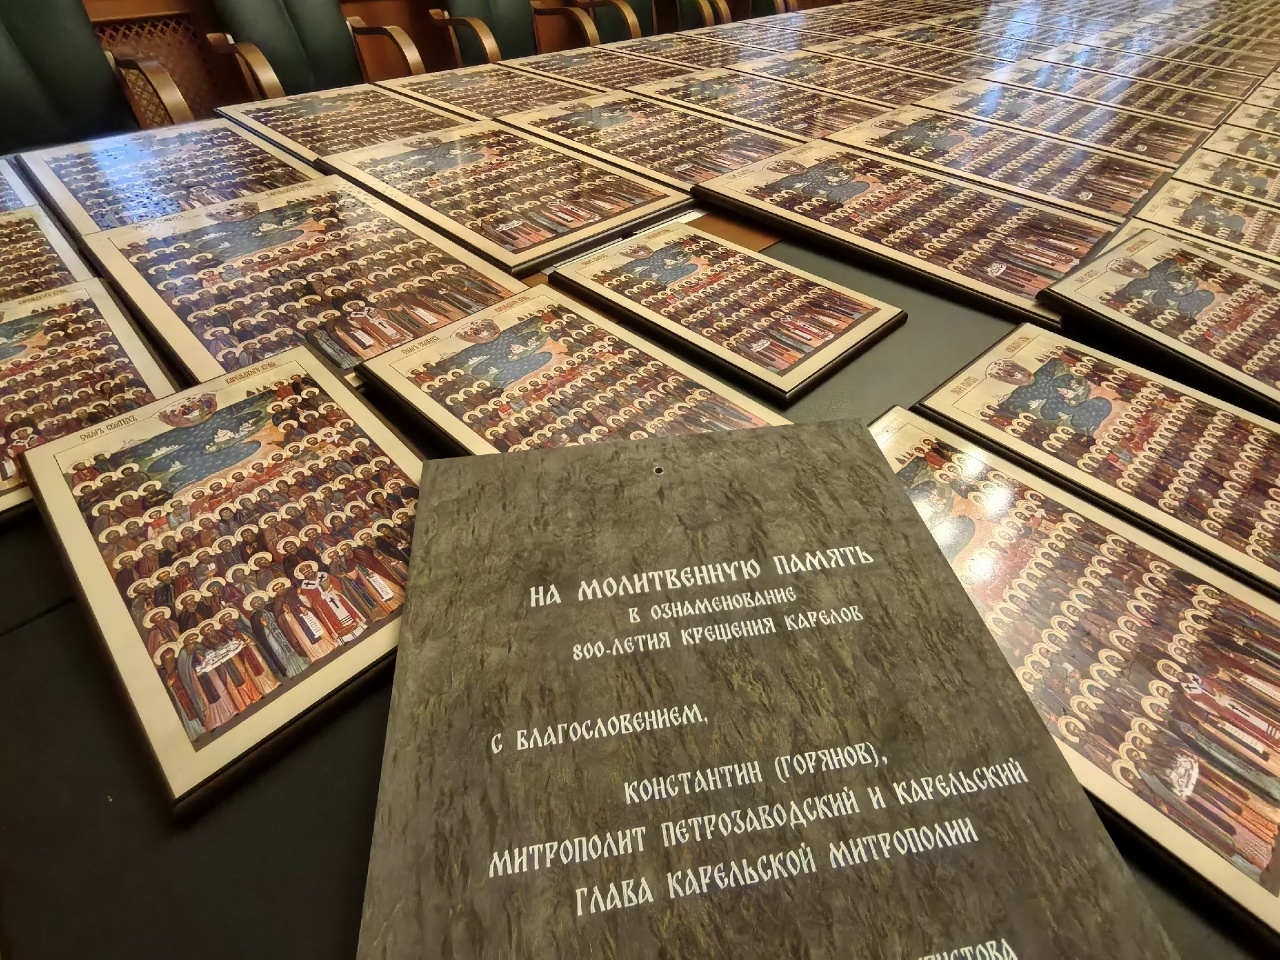 НА МОЛИТВЕННУЮ ПАМЯТЬ
В ОЗНАМЕНОВАНИЕ
800-ЛЕТИЯ КРЕЩЕНИЯ КАРЕЛОВ
С БЛАГОСЛОВЕНИЕМ,
КОНСТАНТИН (ГОРЯНОВ),
МИТРОПОЛИТ ПЕТРОЗАВОДСКИЙ И КАРЕЛЬСКИЙ
ГЛАВА КАРЕЛЬСКОЙ МИТРОПОЛИИ